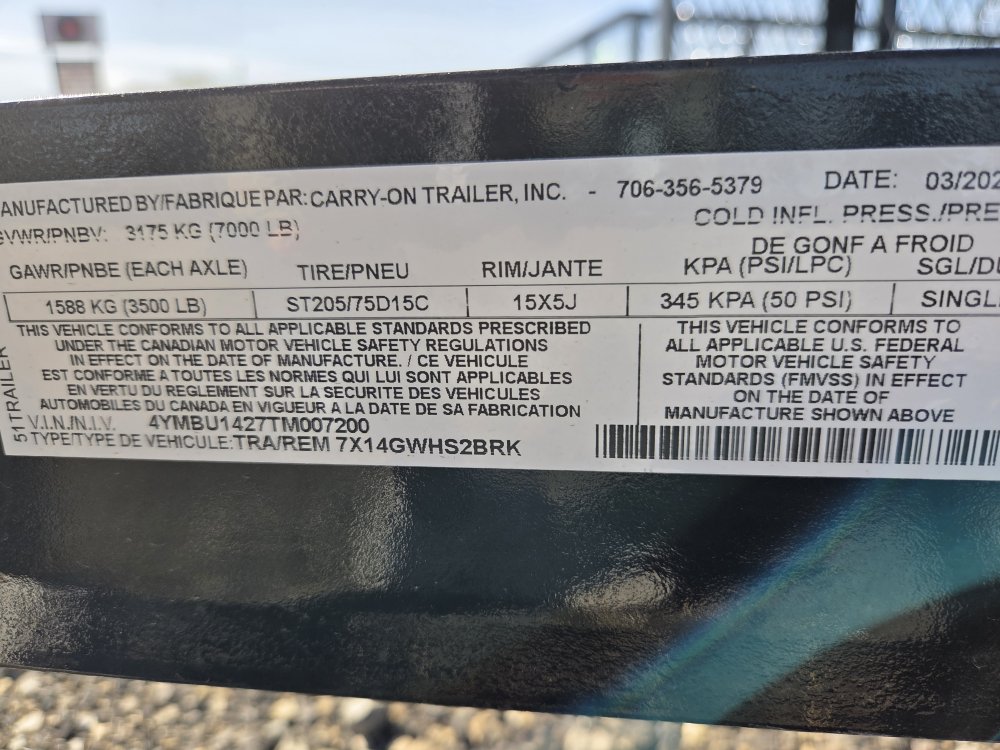 ANUFACTURED BY/FABRIQUE PAR: CARRY-ON TRAILER, INC. - 706-356-5379 DATE: 03/202
GVWR/PNBV: 3175 KG (7000 LB) COLD INFL. PRESS./PRE
DE GONF A FROID
GAWR/PNBE (EACH AXLE) TIRE/PNEU RIM/JANTE KPA (PSI/LPC) SGL/DU
1588 KG (3500 LB) ST205/75D15C 15X5J 345 KPA (50 PSI) SINGL
THIS VEHICLE CONFORMS TO ALL APPLICABLE STANDARDS PRESCRIBED
UNDER THE CANADIAN MOTOR VEHICLE SAFETY REGULATIONS
IN EFFECT ON THE DATE OF MANUFACTURE. / CE VEHICULE
EST CONFORME A TOUTES LES NORMES QUI LUI SONT APPLICABLES
EN VERTU DU REGLEMENT SUR LA SECURITE DES VEHICULES
AUTOMOBILES DU CANADA EN VIGUEUR A LA DATE DE SA FABRICATION
THIS VEHICLE CONFORMS TO
ALL APPLICABLE U.S. FEDERAL
MOTOR VEHICLE SAFETY
STANDARDS (FMVSS) IN EFFECT
ON THE DATE OF
MANUFACTURE SHOWN ABOVE
V.I.N./N.I.V. 4YMBU1427TM007200
TYPE/TYPE DE VEHICULE: TRA/REM 7X14GWHS2BRK
511TRAILER